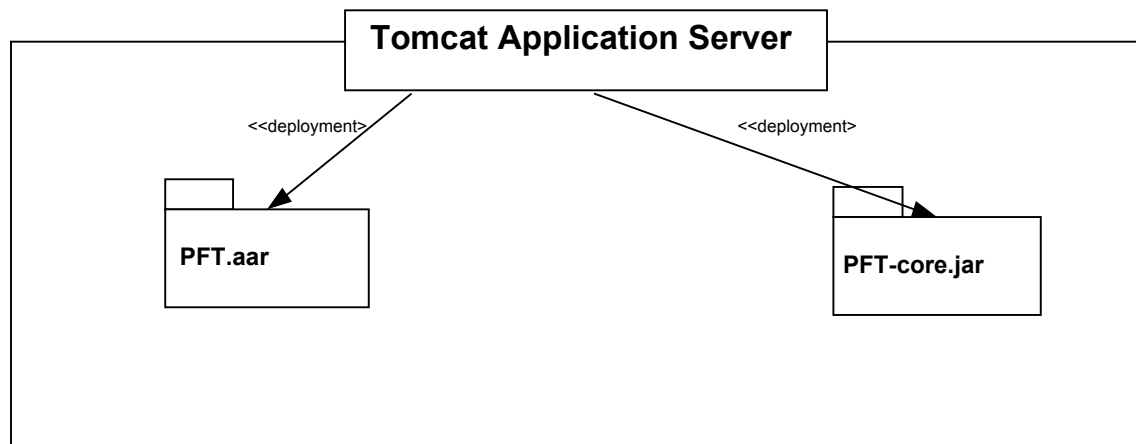 Tomcat Application Server
<<deployment>
<<deployment>
PFT.aar
PFT-core.jar